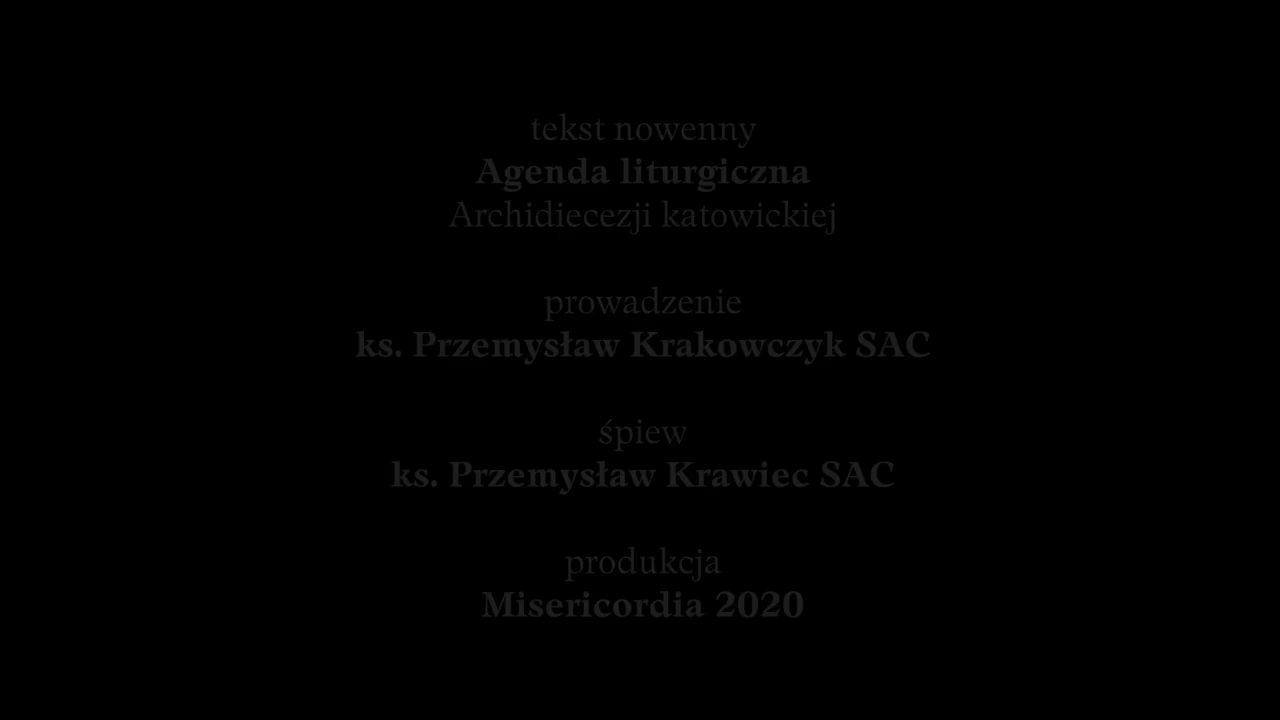 tekst nowenny
Agenda liturgiczna
Archidiecezji katowickiej
prowadzenie
ks. Przemysław Krakowczyk SAC
śpiew
ks. Przemysław Krawiec SAC
produkcja
Misericordia 2020